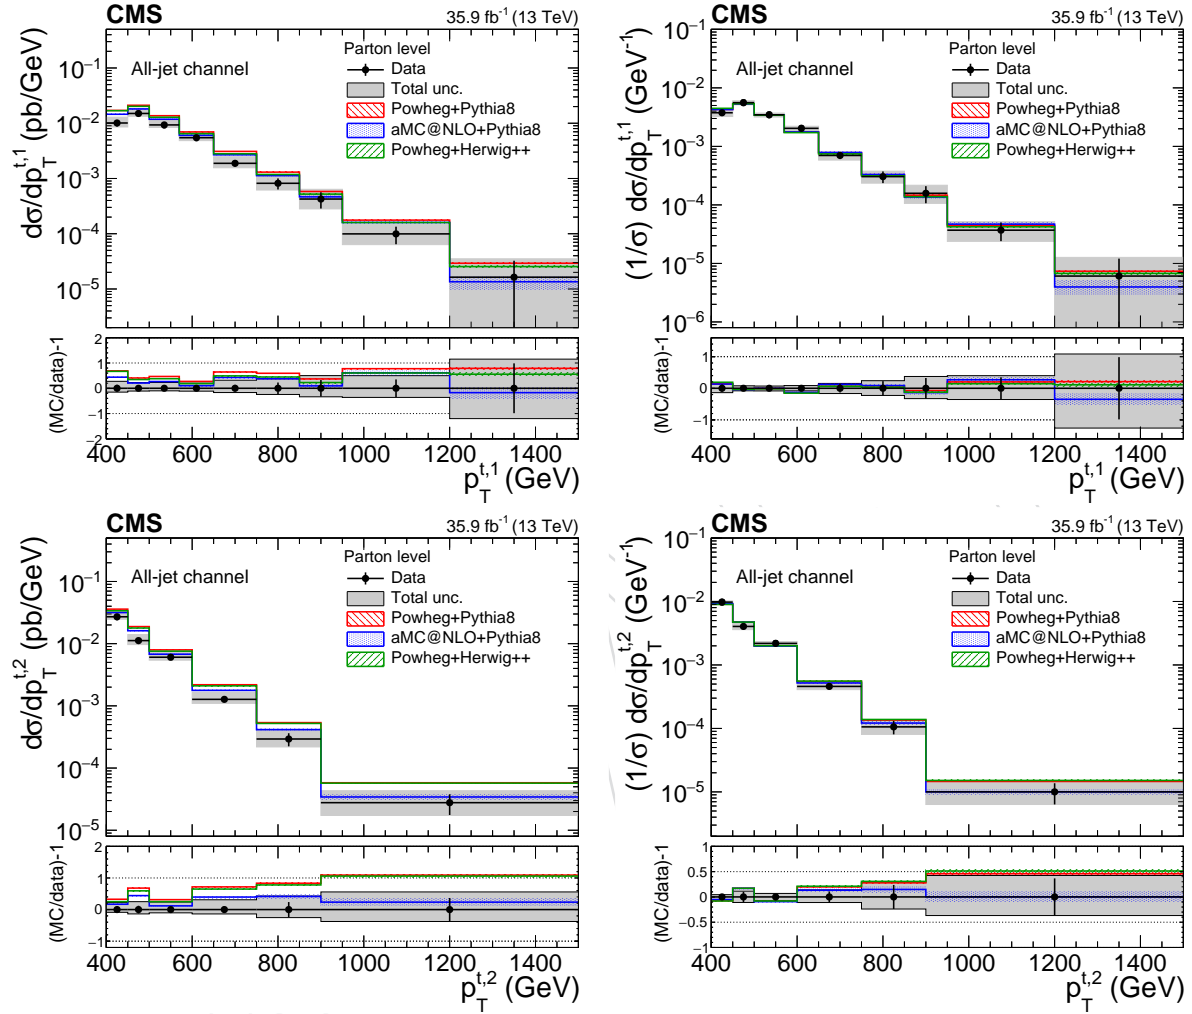 CMS 35.9 fb⁻¹ (13 TeV)
dσ/dp_T^{t,1} (pb/GeV)
10⁻¹
10⁻²
10⁻³
10⁻⁴
10⁻⁵
All-jet channel
Parton level
Data
Total unc.
Powheg+Pythia8
aMC@NLO+Pythia8
Powheg+Herwig++
(MC/data)-1
2
1
0
−1
−2
400 600 800 1000 1200 1400
p_T^{t,1} (GeV)
CMS 35.9 fb⁻¹ (13 TeV)
(1/σ) dσ/dp_T^{t,1} (GeV⁻¹)
10⁻¹
10⁻²
10⁻³
10⁻⁴
10⁻⁵
10⁻⁶
All-jet channel
Parton level
Data
Total unc.
Powheg+Pythia8
aMC@NLO+Pythia8
Powheg+Herwig++
(MC/data)-1
1
0
−1
400 600 800 1000 1200 1400
p_T^{t,1} (GeV)
CMS 35.9 fb⁻¹ (13 TeV)
dσ/dp_T^{t,2} (pb/GeV)
10⁻¹
10⁻²
10⁻³
10⁻⁴
10⁻⁵
All-jet channel
Parton level
Data
Total unc.
Powheg+Pythia8
aMC@NLO+Pythia8
Powheg+Herwig++
(MC/data)-1
2
1
0
−1
400 600 800 1000 1200 1400
p_T^{t,2} (GeV)
CMS 35.9 fb⁻¹ (13 TeV)
(1/σ) dσ/dp_T^{t,2} (GeV⁻¹)
10⁻¹
10⁻²
10⁻³
10⁻⁴
10⁻⁵
All-jet channel
Parton level
Data
Total unc.
Powheg+Pythia8
aMC@NLO+Pythia8
Powheg+Herwig++
(MC/data)-1
1
0.5
0
−0.5
−1
400 600 800 1000 1200 1400
p_T^{t,2} (GeV)